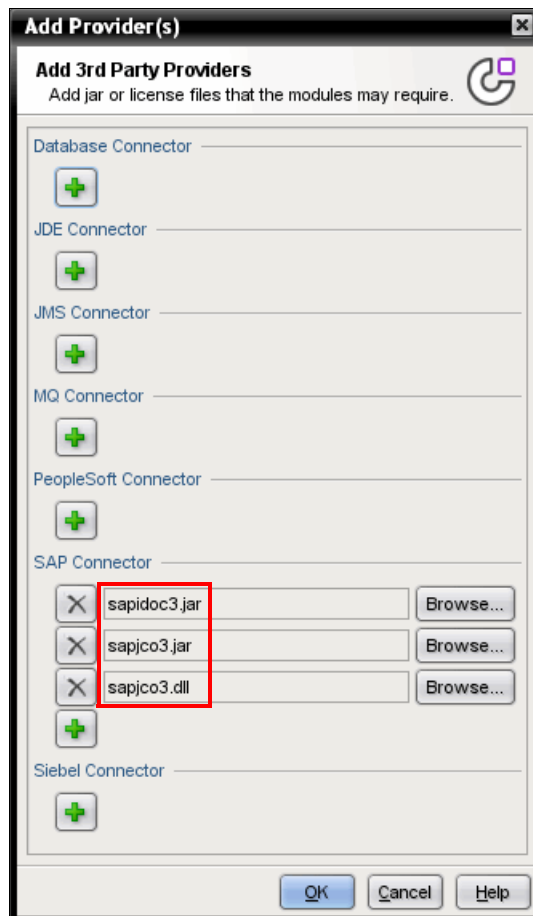 Add Provider(s)
Add 3rd Party Providers
Add jar or license files that the modules may require.
Database Connector
JDE Connector
JMS Connector
MQ Connector
PeopleSoft Connector
SAP Connector
sapidoc3.jar Browse...
sapjco3.jar Browse...
sapjco3.dll Browse...
Siebel Connector
OK Cancel Help